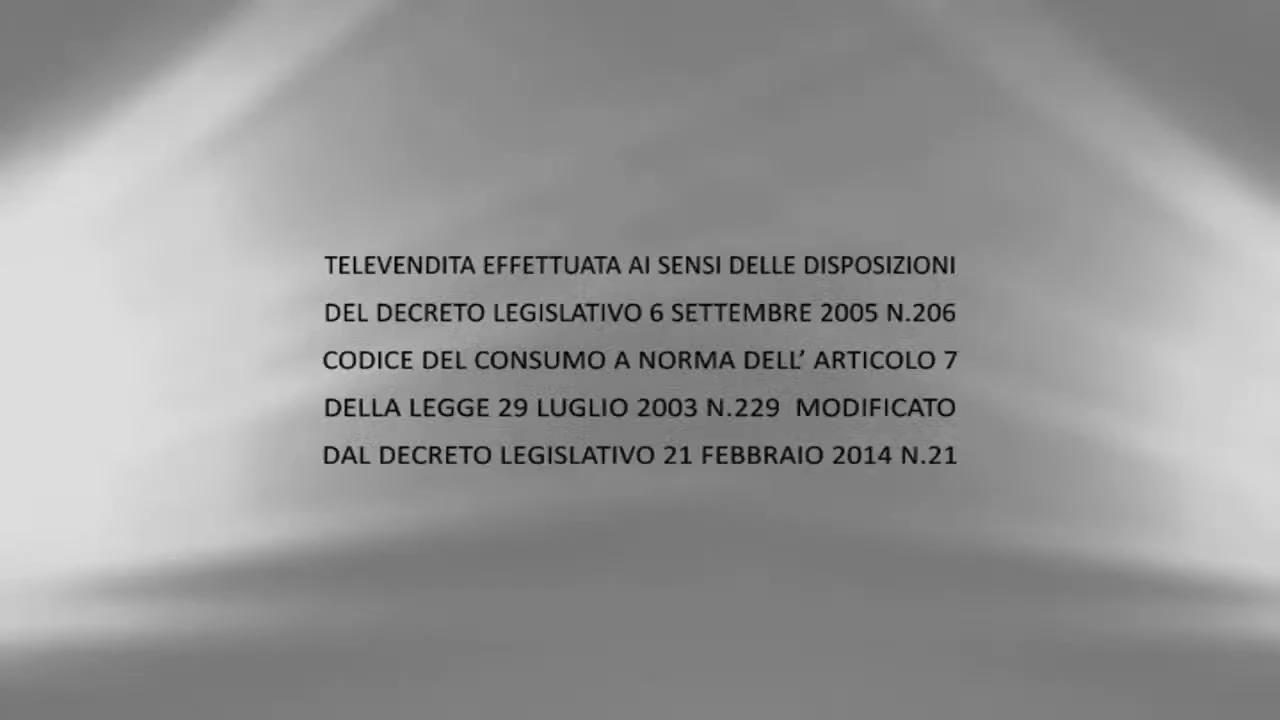 TELEVENDITA EFFETTUATA AI SENSI DELLE DISPOSIZIONI
DEL DECRETO LEGISLATIVO 6 SETTEMBRE 2005 N.206
CODICE DEL CONSUMO A NORMA DELL’ ARTICOLO 7
DELLA LEGGE 29 LUGLIO 2003 N.229  MODIFICATO
DAL DECRETO LEGISLATIVO 21 FEBBRAIO 2014 N.21